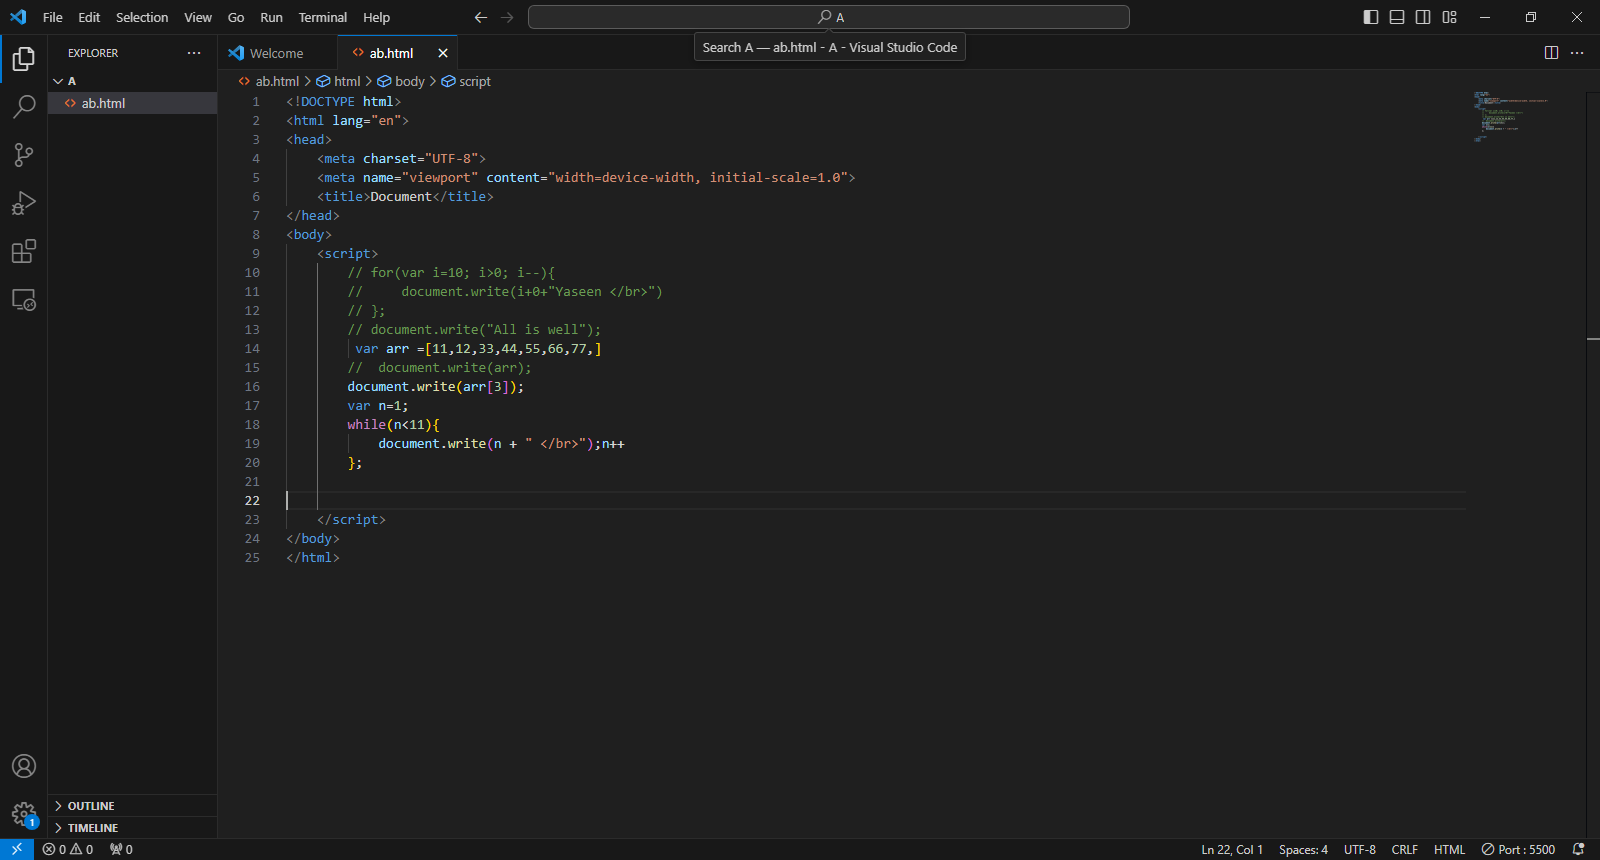 File Edit Selection View Go Run Terminal Help
A
Search A — ab.html - A - Visual Studio Code
EXPLORER
A
ab.html
OUTLINE
TIMELINE
Welcome
ab.html
ab.html > html > body > script
1 <!DOCTYPE html>
2 <html lang="en">
3 <head>
4 <meta charset="UTF-8">
5 <meta name="viewport" content="width=device-width, initial-scale=1.0">
6 <title>Document</title>
7 </head>
8 <body>
9 <script>
10 // for(var i=10; i>0; i--){
11 // document.write(i+0+"Yaseen </br>")
12 // };
13 // document.write("All is well");
14 var arr =[11,12,33,44,55,66,77,]
15 // document.write(arr);
16 document.write(arr[3]);
17 var n=1;
18 while(n<11){
19 document.write(n + " </br>");n++
20 };
21
22
23 </script>
24 </body>
25 </html>
1
0 0 0
Ln 22, Col 1 Spaces: 4 UTF-8 CRLF HTML Port : 5500